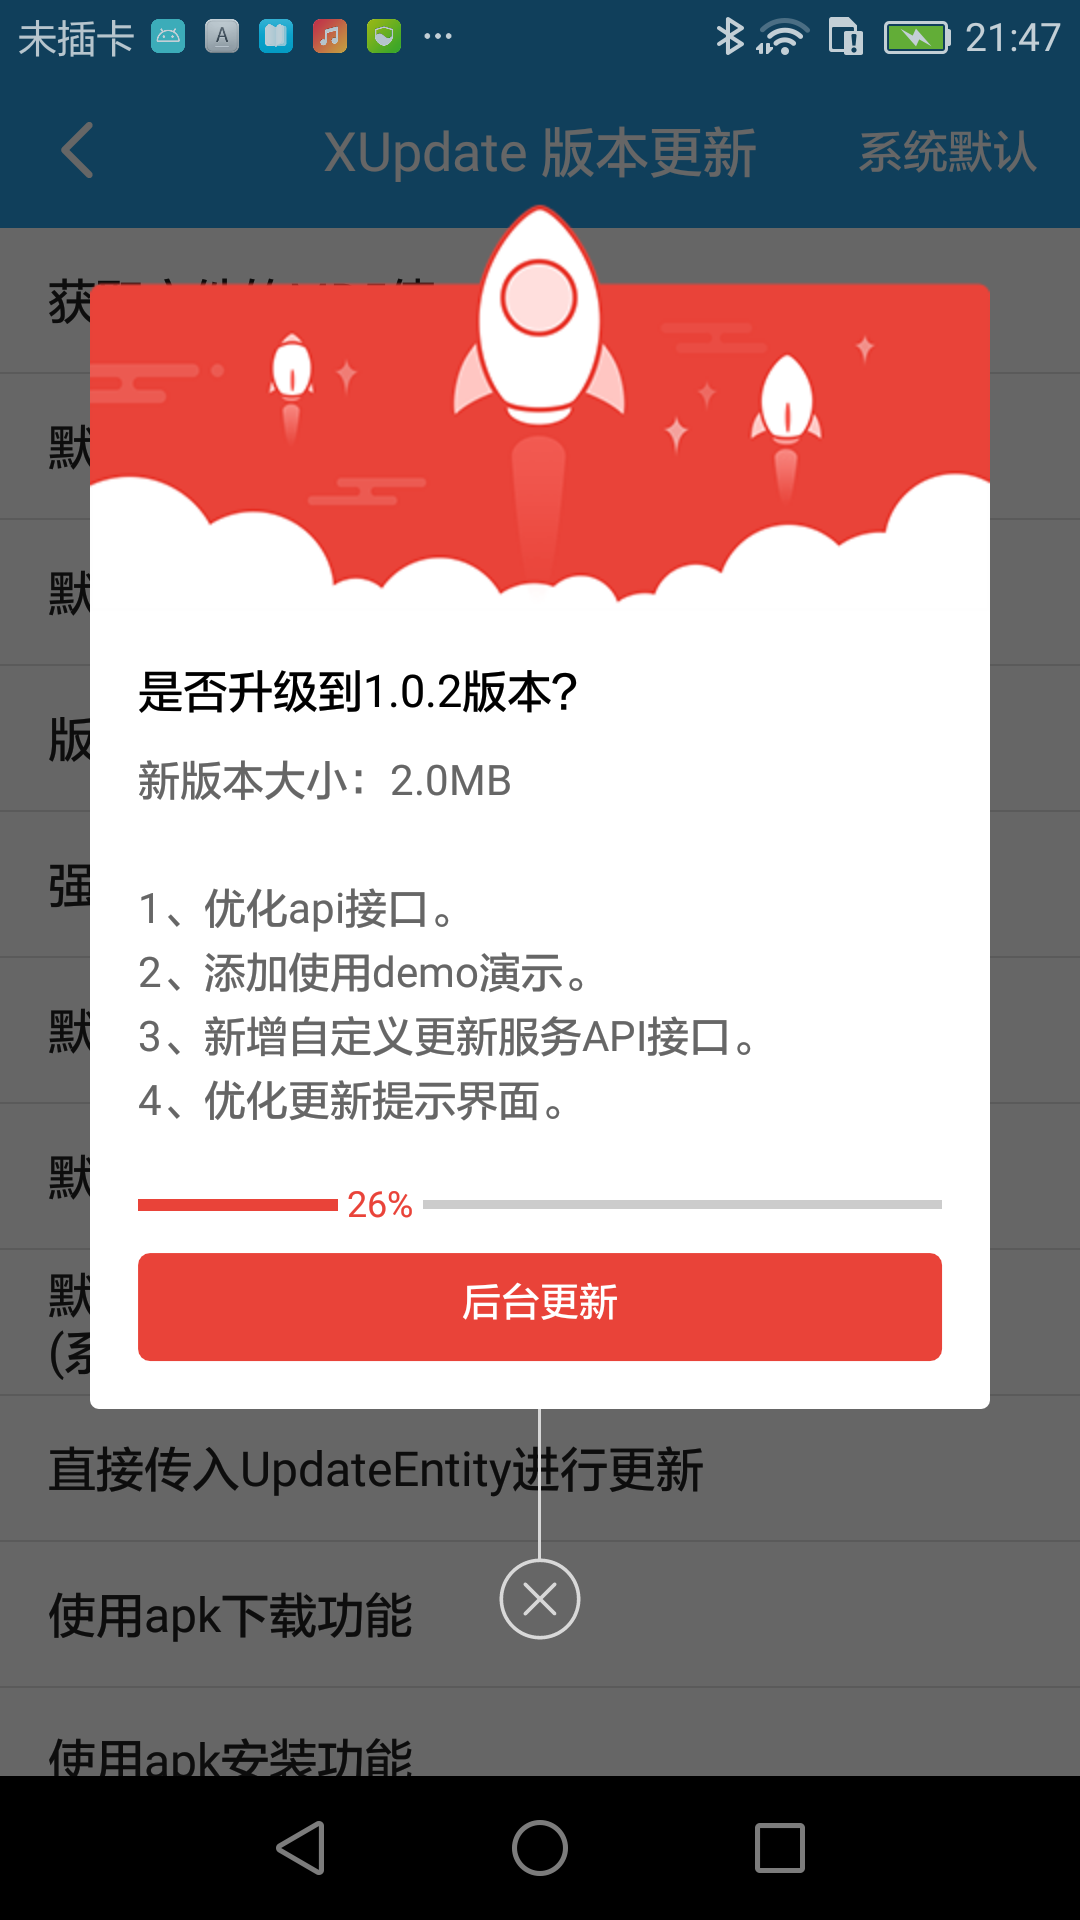 未插卡
A
21:47
XUpdate 版本更新
系统默认
获
默
默
版
强
默
默
默
(系
是否升级到1.0.2版本?
新版本大小：2.0MB
1、优化api接口。
2、添加使用demo演示。
3、新增自定义更新服务API接口。
4、优化更新提示界面。
26%
后台更新
直接传入UpdateEntity进行更新
使用apk下载功能
使用apk安装功能